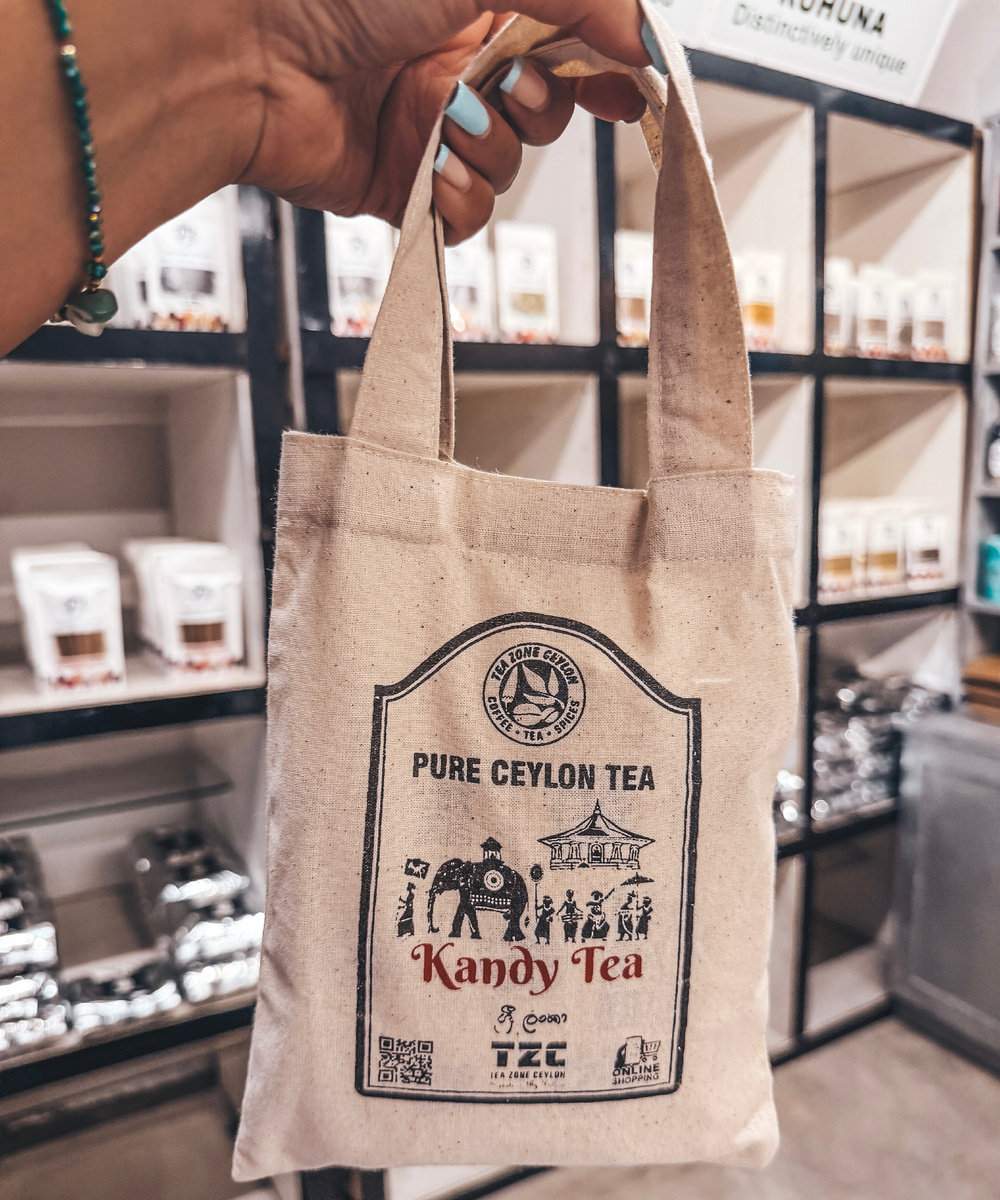 RUHUNA
Distinctively unique
TEA ZONE CEYLON
COFFEE • TEA • SPICES
PURE CEYLON TEA
Kandy Tea
ශ්‍රී ලංකා
TZC
TEA ZONE CEYLON
ONLINE
SHOPPING